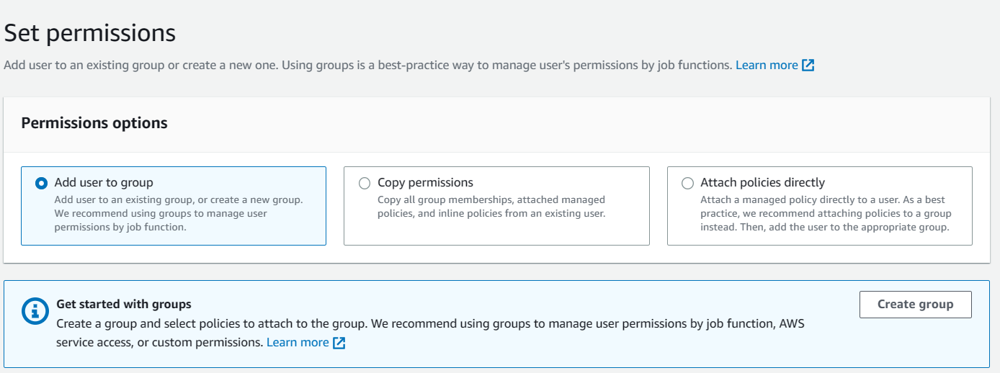 Set permissions
Add user to an existing group or create a new one. Using groups is a best-practice way to manage user's permissions by job functions. Learn more
Permissions options
Add user to group
Add user to an existing group, or create a new group.
We recommend using groups to manage user
permissions by job function.
Copy permissions
Copy all group memberships, attached managed
policies, and inline policies from an existing user.
Attach policies directly
Attach a managed policy directly to a user. As a best
practice, we recommend attaching policies to a group
instead. Then, add the user to the appropriate group.
Get started with groups
Create a group and select policies to attach to the group. We recommend using groups to manage user permissions by job function, AWS
service access, or custom permissions. Learn more
Create group